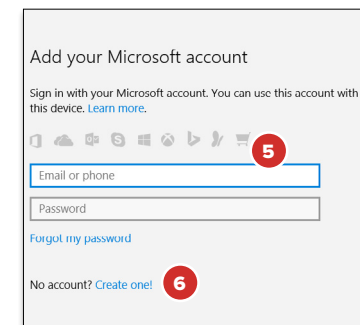 Add your Microsoft account
Sign in with your Microsoft account. You can use this account with
this device. Learn more.
5
Email or phone
Password
Forgot my password
No account? Create one! 6